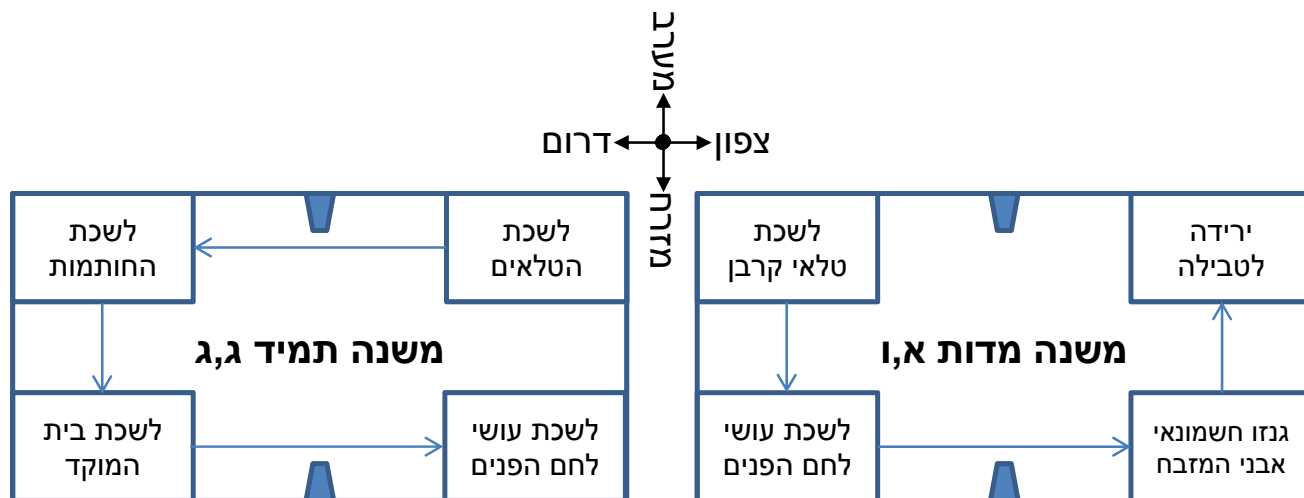 מערב
צפון
דרום
מזרח
ירידה
לטבילה
לשכת
טלאי קרבן
משנה מדות א,ו
גנזו חשמונאי
אבני המזבח
לשכת עושי
לחם הפנים
לשכת
הטלאים
לשכת
החותמות
משנה תמיד ג,ג
לשכת עושי
לחם הפנים
לשכת בית
המוקד